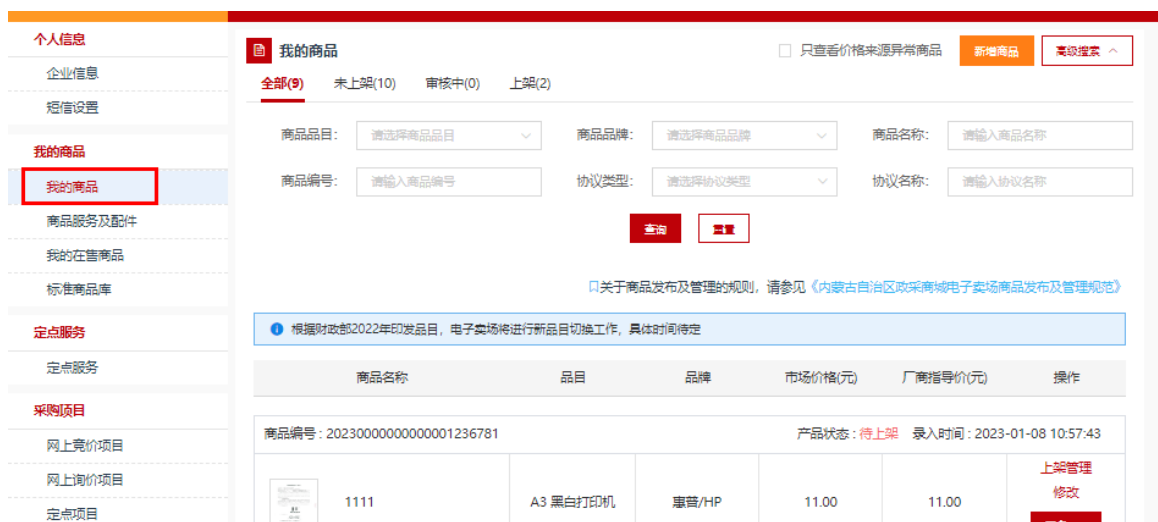 个人信息
企业信息
短信设置
我的商品
我的商品
商品服务及配件
我的在售商品
标准商品库
定点服务
定点服务
采购项目
网上竞价项目
网上询价项目
定点项目
我的商品
只查看价格来源异常商品 新增商品 高级搜索
全部(9) 未上架(10) 审核中(0) 上架(2)
商品品目: 请选择商品品目 商品品牌: 请选择商品品牌 商品名称: 请输入商品名称
商品编号: 请输入商品编号 协议类型: 请选择协议类型 协议名称: 请输入协议名称
查询 重置
关于商品发布及管理的规则，请参见《内蒙古自治区政采商城电子卖场商品发布及管理规范》
根据财政部2022年印发品目，电子卖场将进行新品目切换工作，具体时间待定
商品名称 品目 品牌 市场价格(元) 厂商指导价(元) 操作
商品编号 : 20230000000000001236781 产品状态 : 待上架 录入时间 : 2023-01-08 10:57:43
1111 A3 黑白打印机 惠普/HP 11.00 11.00 上架管理
修改